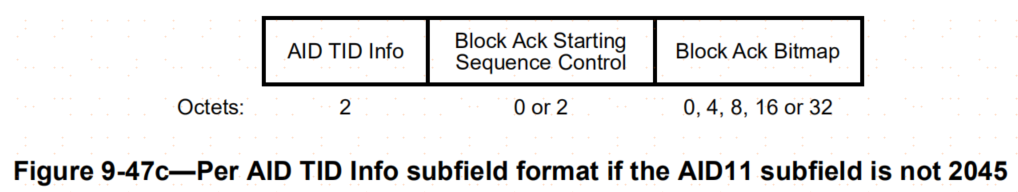 AID TID Info
Block Ack Starting
Sequence Control
Block Ack Bitmap
Octets: 2 0 or 2 0, 4, 8, 16 or 32
Figure 9-47c—Per AID TID Info subfield format if the AID11 subfield is not 2045